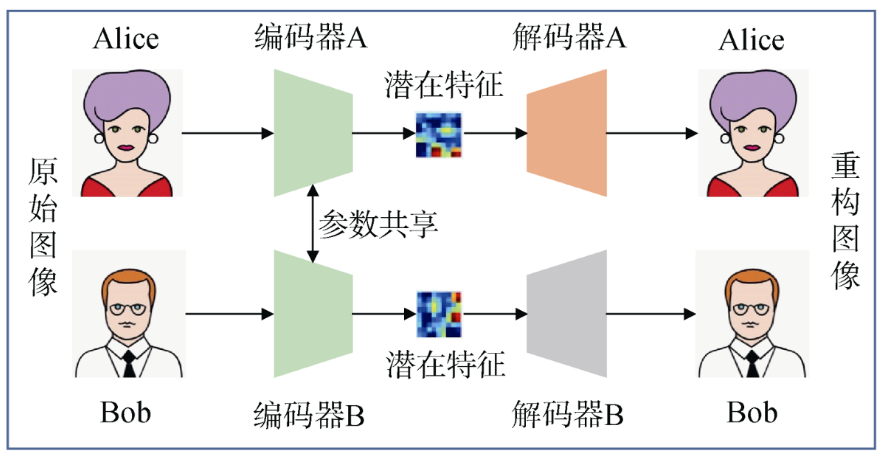 Alice
编码器A
解码器A
Alice
潜在特征
原始图像
参数共享
重构图像
潜在特征
Bob
编码器B
解码器B
Bob